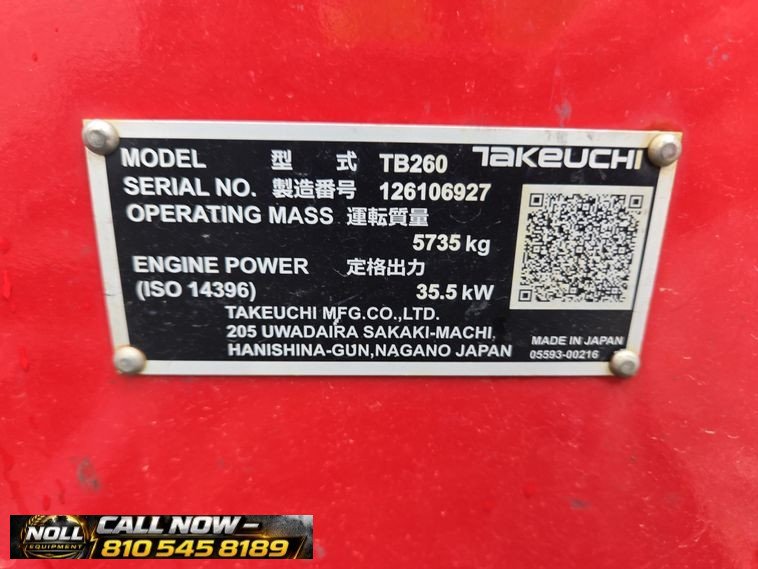 MODEL 型 式 TB260 TAKEUCHI
SERIAL NO. 製造番号 126106927
OPERATING MASS 運転質量
5735 kg
ENGINE POWER 定格出力
(ISO 14396) 35.5 kW
TAKEUCHI MFG.CO.,LTD.
205 UWADAIRA SAKAKI-MACHI,
HANISHINA-GUN,NAGANO JAPAN
MADE IN JAPAN
05593-00216
NOLL
EQUIPMENT
CALL NOW –
810 545 8189